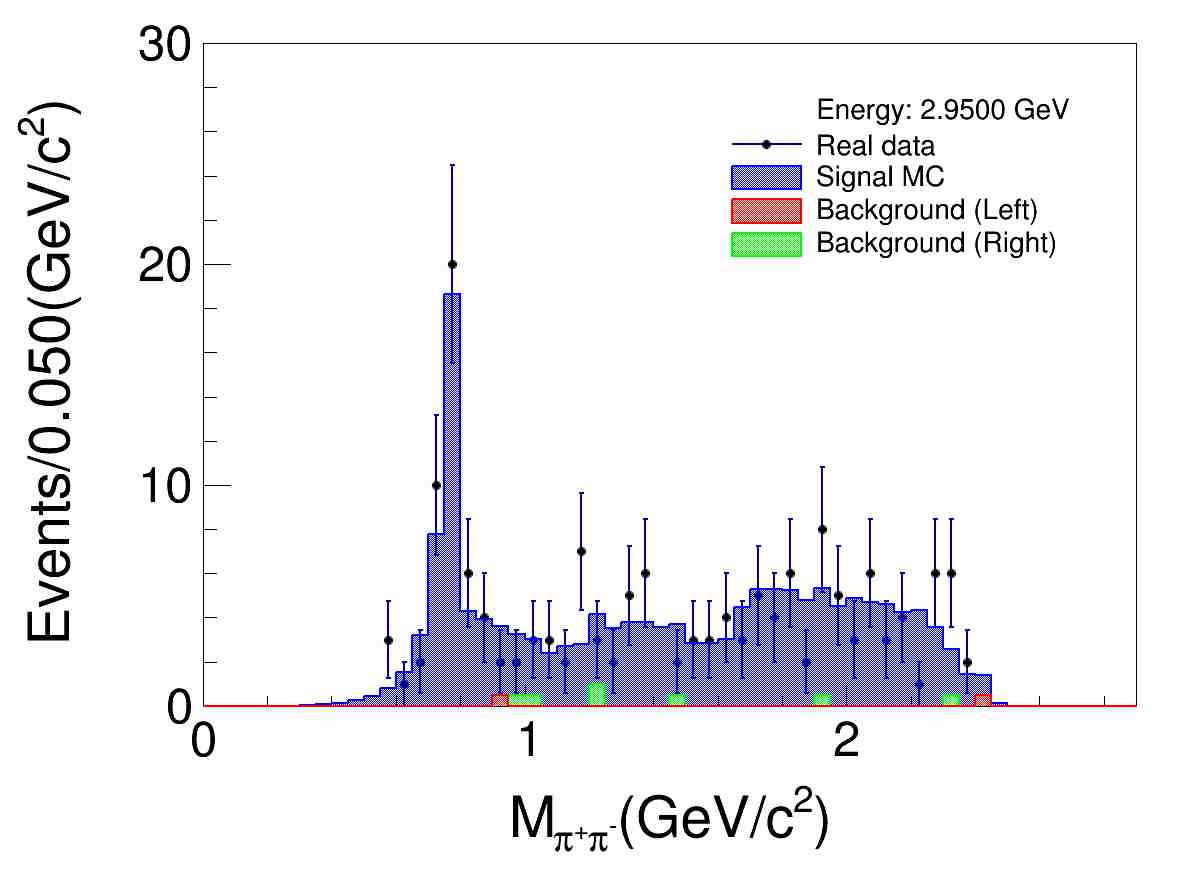 30
20
10
0
0
1
2
Events/0.050(GeV/c²)
Energy: 2.9500 GeV
Real data
Signal MC
Background (Left)
Background (Right)
M_π⁺π⁻(GeV/c²)